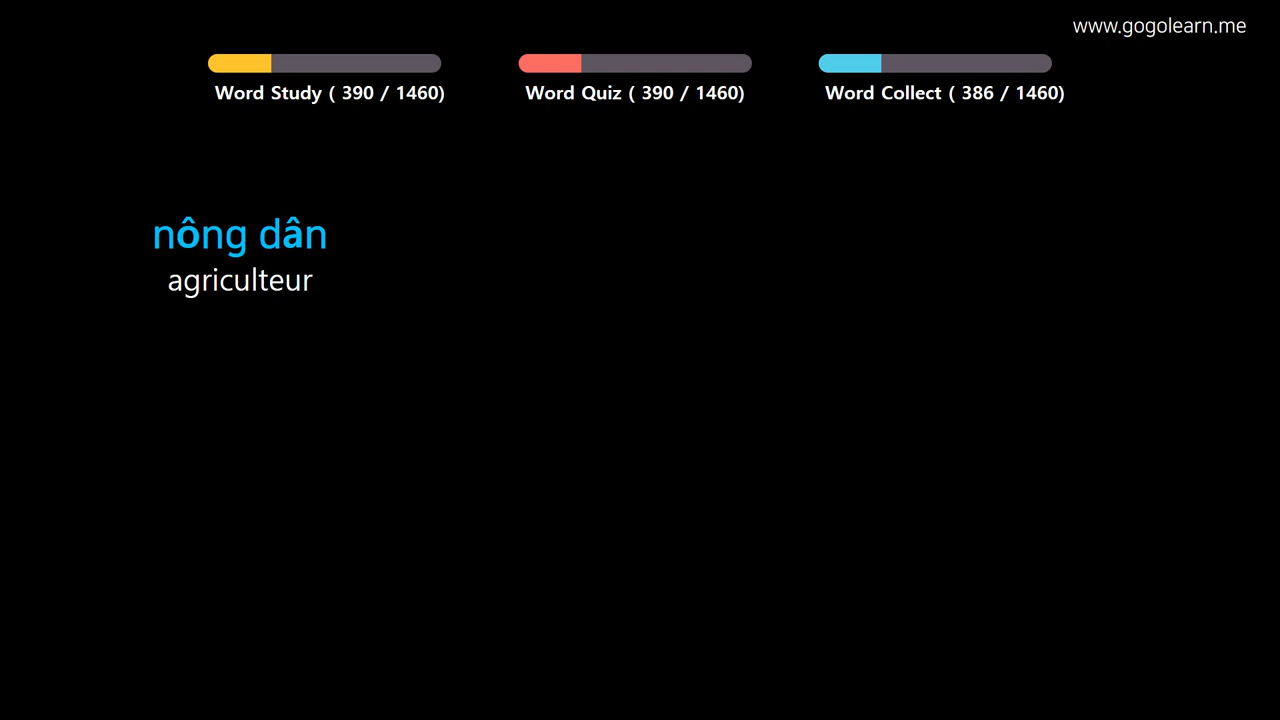 www.gogolearn.me
Word Study ( 390 / 1460)
Word Quiz ( 390 / 1460)
Word Collect ( 386 / 1460)
nông dân
agriculteur